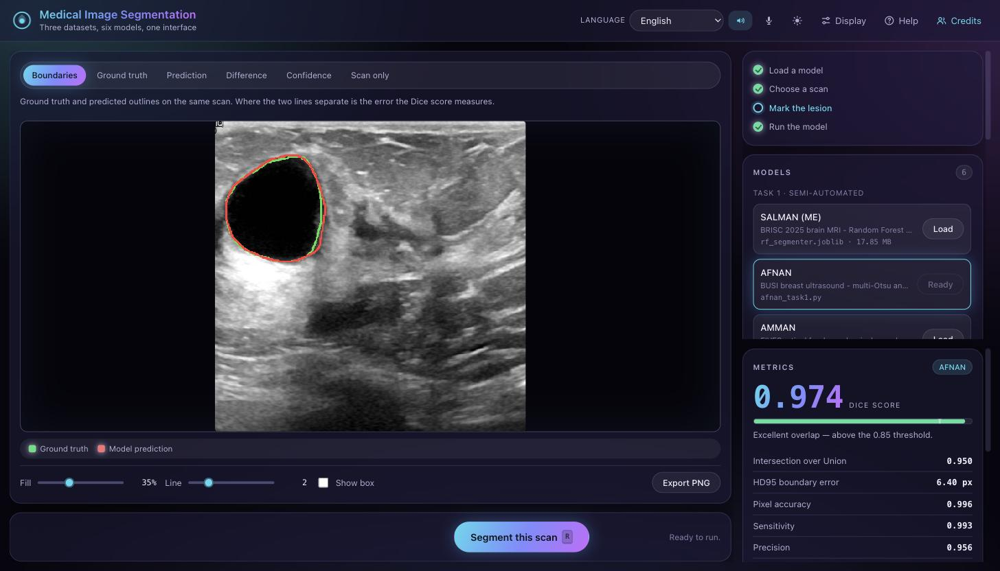 Medical Image Segmentation
Three datasets, six models, one interface
LANGUAGE
English
Display
Help
Credits
Boundaries
Ground truth
Prediction
Difference
Confidence
Scan only
Ground truth and predicted outlines on the same scan. Where the two lines separate is the error the Dice score measures.
Ground truth
Model prediction
Fill
35%
Line
2
Show box
Export PNG
Segment this scan R
Ready to run.
Load a model
Choose a scan
Mark the lesion
Run the model
MODELS
6
TASK 1 · SEMI-AUTOMATED
SALMAN (ME)
BRISC 2025 brain MRI - Random Forest ...
rf_segmenter.joblib · 17.85 MB
Load
AFNAN
BUSI breast ultrasound - multi-Otsu an...
afnan_task1.py
Ready
AMMAN
Load
METRICS
AFNAN
0.974 DICE SCORE
Excellent overlap — above the 0.85 threshold.
Intersection over Union 0.950
HD95 boundary error 6.40 px
Pixel accuracy 0.996
Sensitivity 0.993
Precision 0.956